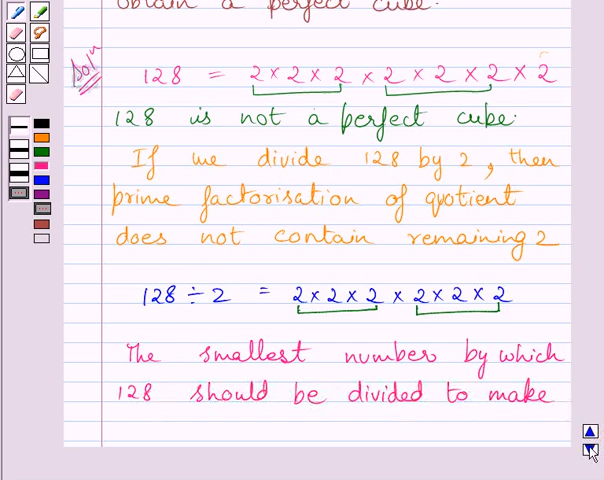 obtain a perfect cube.
Solⁿ
128 = 2 × 2 × 2 × 2 × 2 × 2 × 2
128 is not a perfect cube.
If we divide 128 by 2, then
prime factorisation of quotient
does not contain remaining 2
128 ÷ 2 = 2 × 2 × 2 × 2 × 2 × 2
The smallest number by which
128 should be divided to make